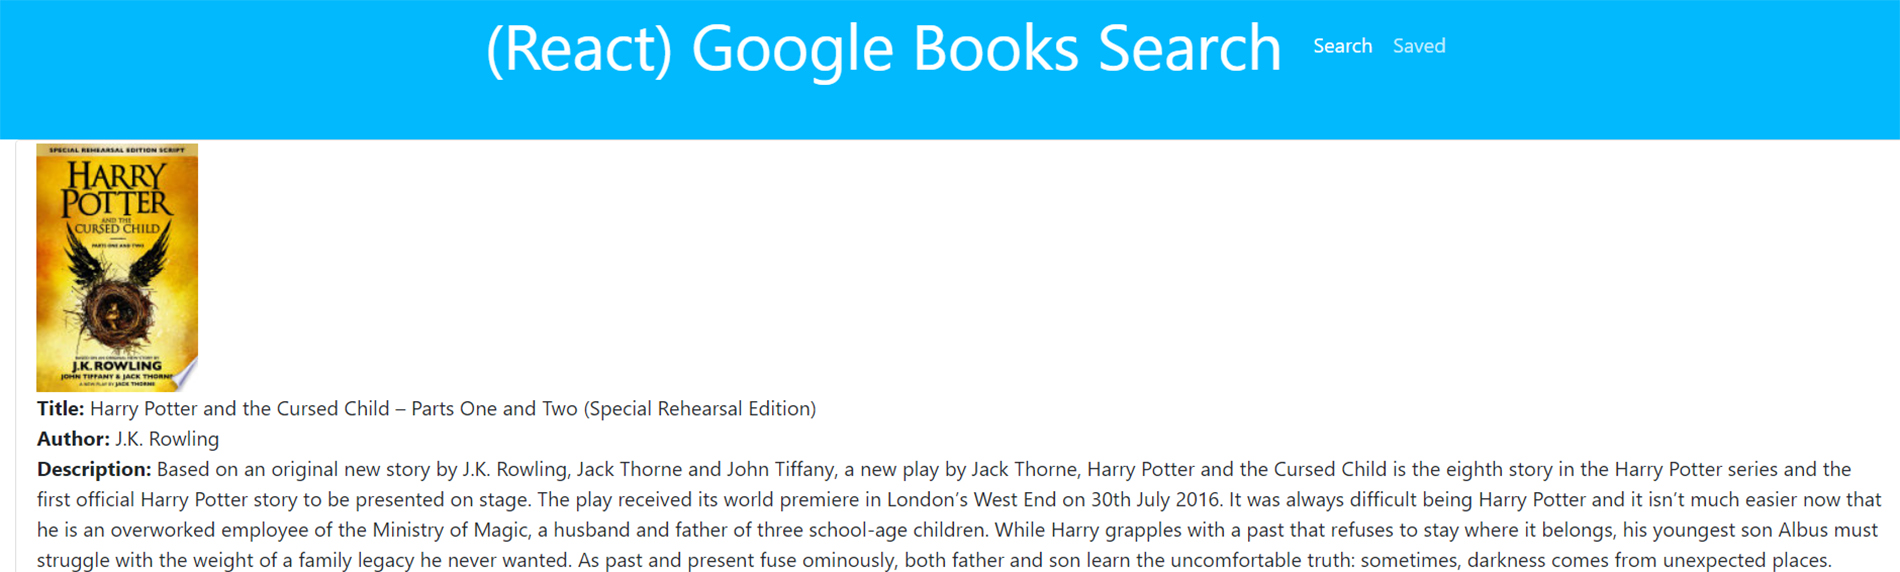 (React) Google Books Search Search Saved
SPECIAL REHEARSAL EDITION SCRIPT
HARRY
POTTER
AND THE
CURSED CHILD
PARTS ONE AND TWO
BASED ON AN ORIGINAL NEW STORY BY
J.K. ROWLING
JOHN TIFFANY & JACK THORNE
A NEW PLAY BY JACK THORNE
Title: Harry Potter and the Cursed Child – Parts One and Two (Special Rehearsal Edition)
Author: J.K. Rowling
Description: Based on an original new story by J.K. Rowling, Jack Thorne and John Tiffany, a new play by Jack Thorne, Harry Potter and the Cursed Child is the eighth story in the Harry Potter series and the
first official Harry Potter story to be presented on stage. The play received its world premiere in London’s West End on 30th July 2016. It was always difficult being Harry Potter and it isn’t much easier now that
he is an overworked employee of the Ministry of Magic, a husband and father of three school-age children. While Harry grapples with a past that refuses to stay where it belongs, his youngest son Albus must
struggle with the weight of a family legacy he never wanted. As past and present fuse ominously, both father and son learn the uncomfortable truth: sometimes, darkness comes from unexpected places.